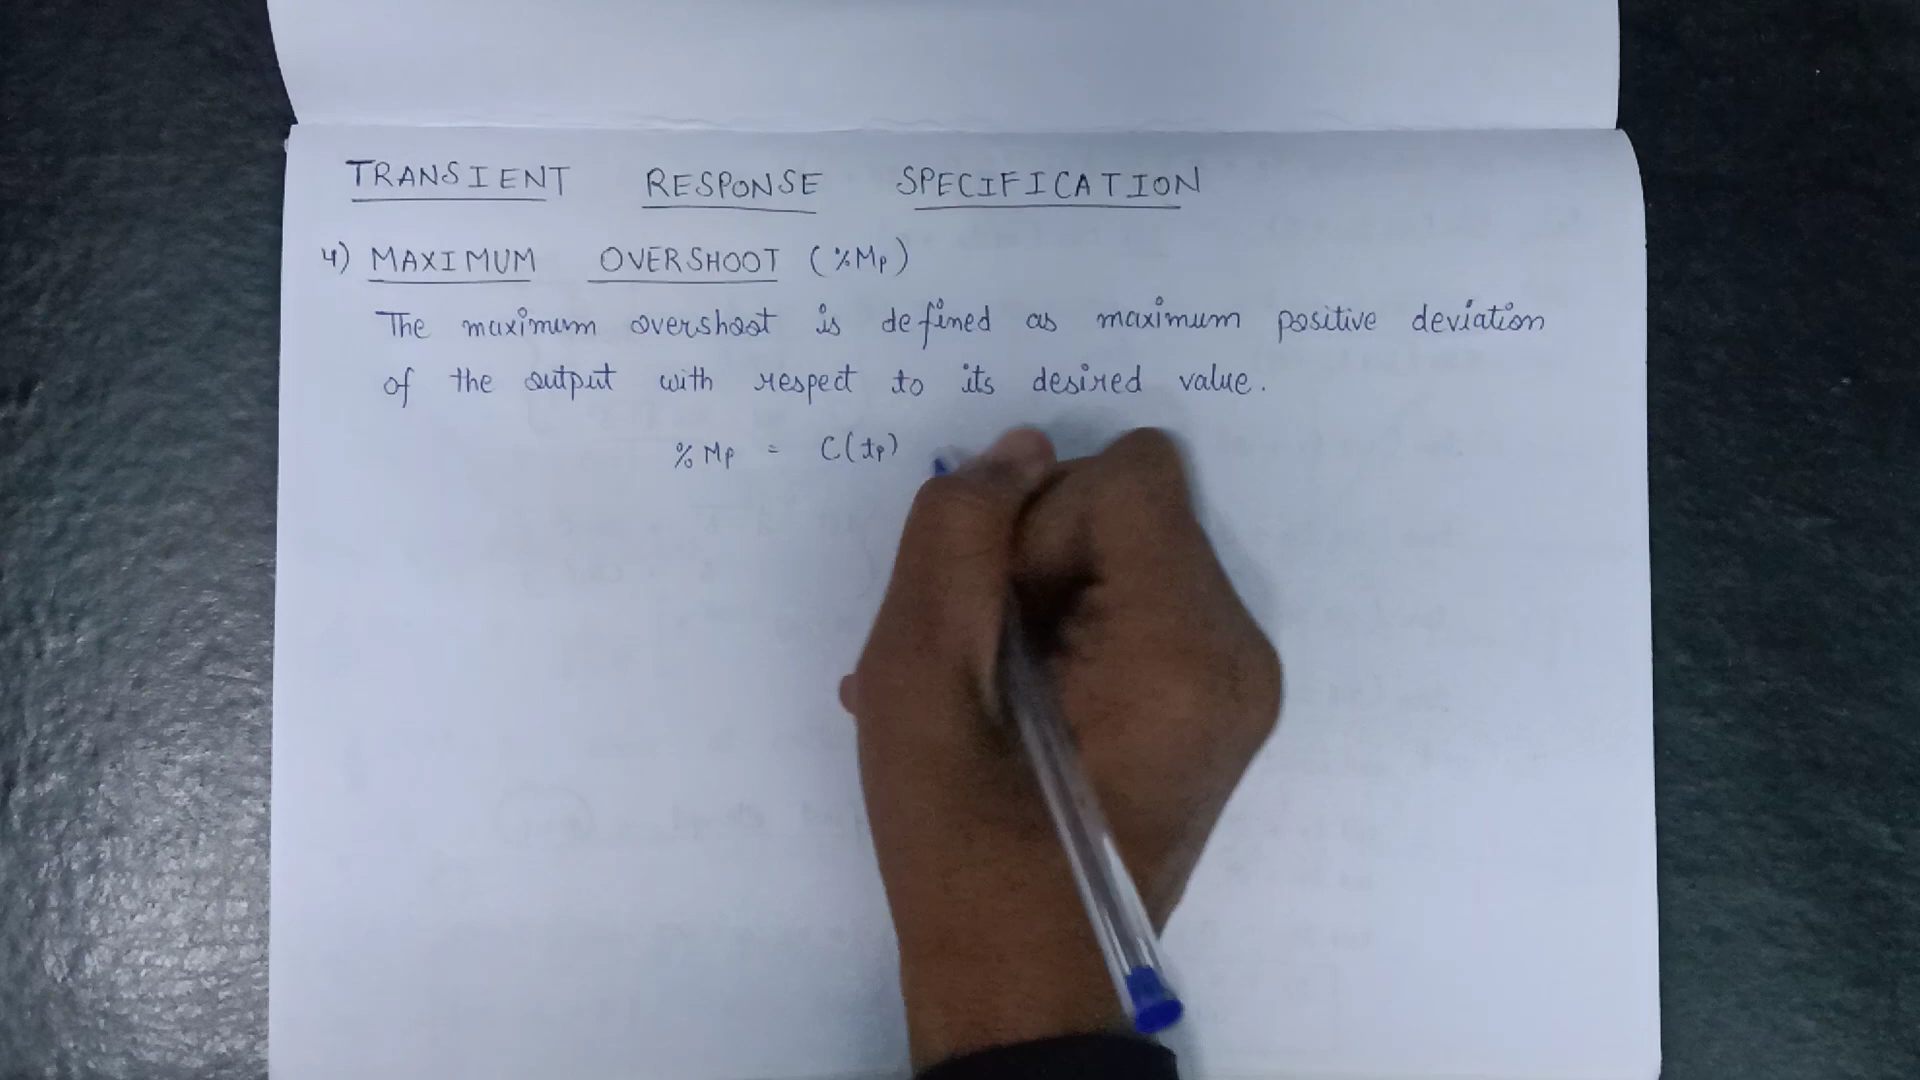 TRANSIENT RESPONSE SPECIFICATION
4) MAXIMUM OVERSHOOT (%Mp)
The maximum overshoot is defined as maximum positive deviation
of the output with respect to its desired value.
%Mp = C(tp)